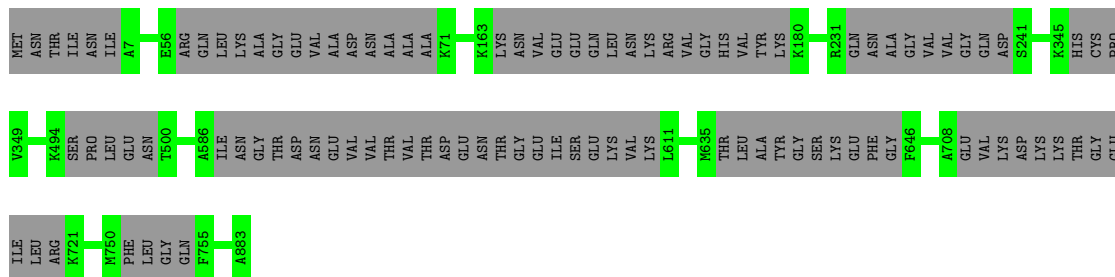 MET ASN THR ILE ASN ILE A7 E56 ARG GLN LEU LYS ALA GLY GLU VAL ALA ASP ASN ALA ALA ALA K71 K163 LYS ASN VAL GLU GLU GLN LEU ASN LYS ARG VAL GLY HIS VAL TYR LYS K180 R231 GLN ASN ALA GLY VAL VAL GLY GLN ASP S241 K345 HIS CYS PRO
V349 K494 SER PRO LEU GLU ASN T500 A586 ILE ASN GLY THR ASP ASN GLU VAL VAL THR VAL THR ASP GLU ASN THR GLY GLU ILE SER GLU LYS VAL LYS L611 M635 THR LEU ALA TYR GLY SER LYS GLU PHE GLY F646 A708 GLU VAL LYS ASP LYS LYS THR GLY GLU
ILE LEU ARG K721 M750 PHE LEU GLY GLN F755 A883